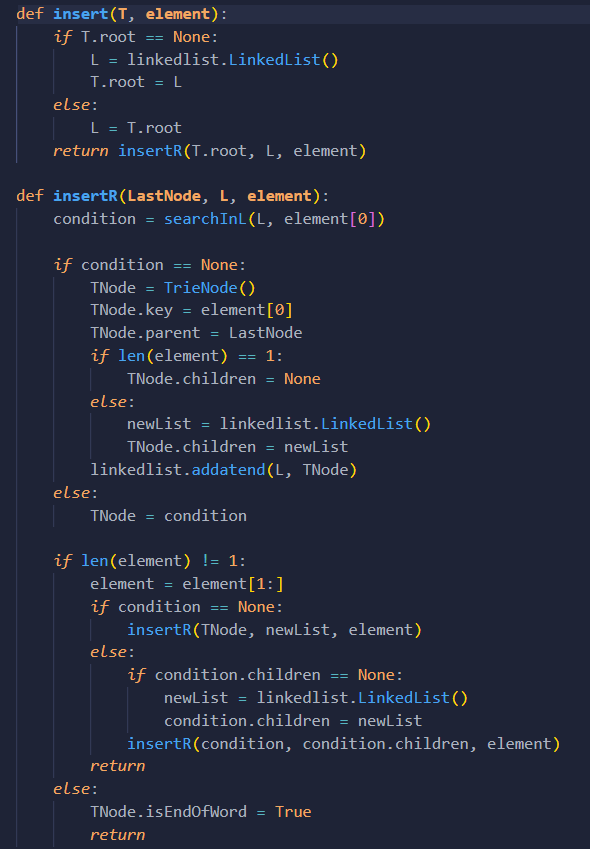 def insert(T, element):
    if T.root == None:
        L = linkedlist.LinkedList()
        T.root = L
    else:
        L = T.root
    return insertR(T.root, L, element)

def insertR(LastNode, L, element):
    condition = searchInL(L, element[0])

    if condition == None:
        TNode = TrieNode()
        TNode.key = element[0]
        TNode.parent = LastNode
        if len(element) == 1:
            TNode.children = None
        else:
            newList = linkedlist.LinkedList()
            TNode.children = newList
        linkedlist.addatend(L, TNode)
    else:
        TNode = condition

    if len(element) != 1:
        element = element[1:]
        if condition == None:
            insertR(TNode, newList, element)
        else:
            if condition.children == None:
                newList = linkedlist.LinkedList()
                condition.children = newList
            insertR(condition, condition.children, element)
        return
    else:
        TNode.isEndOfWord = True
        return